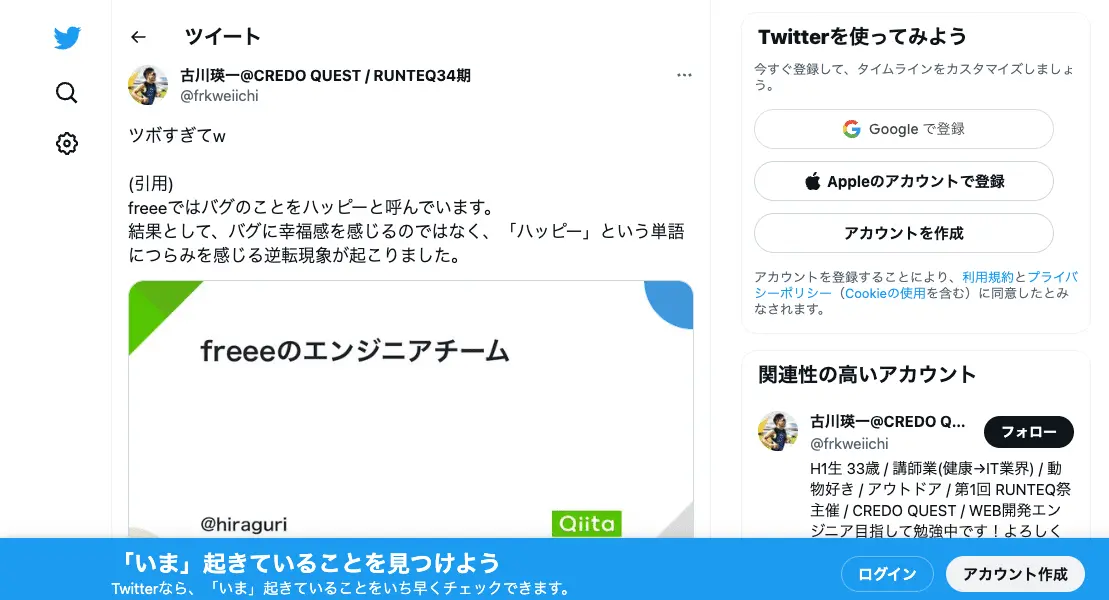 ツイート
古川瑛一@CREDO QUEST / RUNTEQ34期
@frkweiichi
ツボすぎてw
(引用)
freeeではバグのことをハッピーと呼んでいます。
結果として、バグに幸福感を感じるのではなく、「ハッピー」という単語
につらみを感じる逆転現象が起こりました。
freeeのエンジニアチーム
@hiraguri
Qiita
Twitterを使ってみよう
今すぐ登録して、タイムラインをカスタマイズしましょ
う。
Google で登録
Appleのアカウントで登録
アカウントを作成
アカウントを登録することにより、利用規約とプライバ
シーポリシー（Cookieの使用を含む）に同意したとみ
なされます。
関連性の高いアカウント
古川瑛一@CREDO Q...
@frkweiichi
フォロー
H1生 33歳 / 講師業(健康→IT業界) / 動
物好き / アウトドア / 第1回 RUNTEQ祭
主催 / CREDO QUEST / WEB開発エン
ジニア目指して勉強中です！よろしく
「いま」起きていることを見つけよう
Twitterなら、「いま」起きていることをいち早くチェックできます。
ログイン
アカウント作成